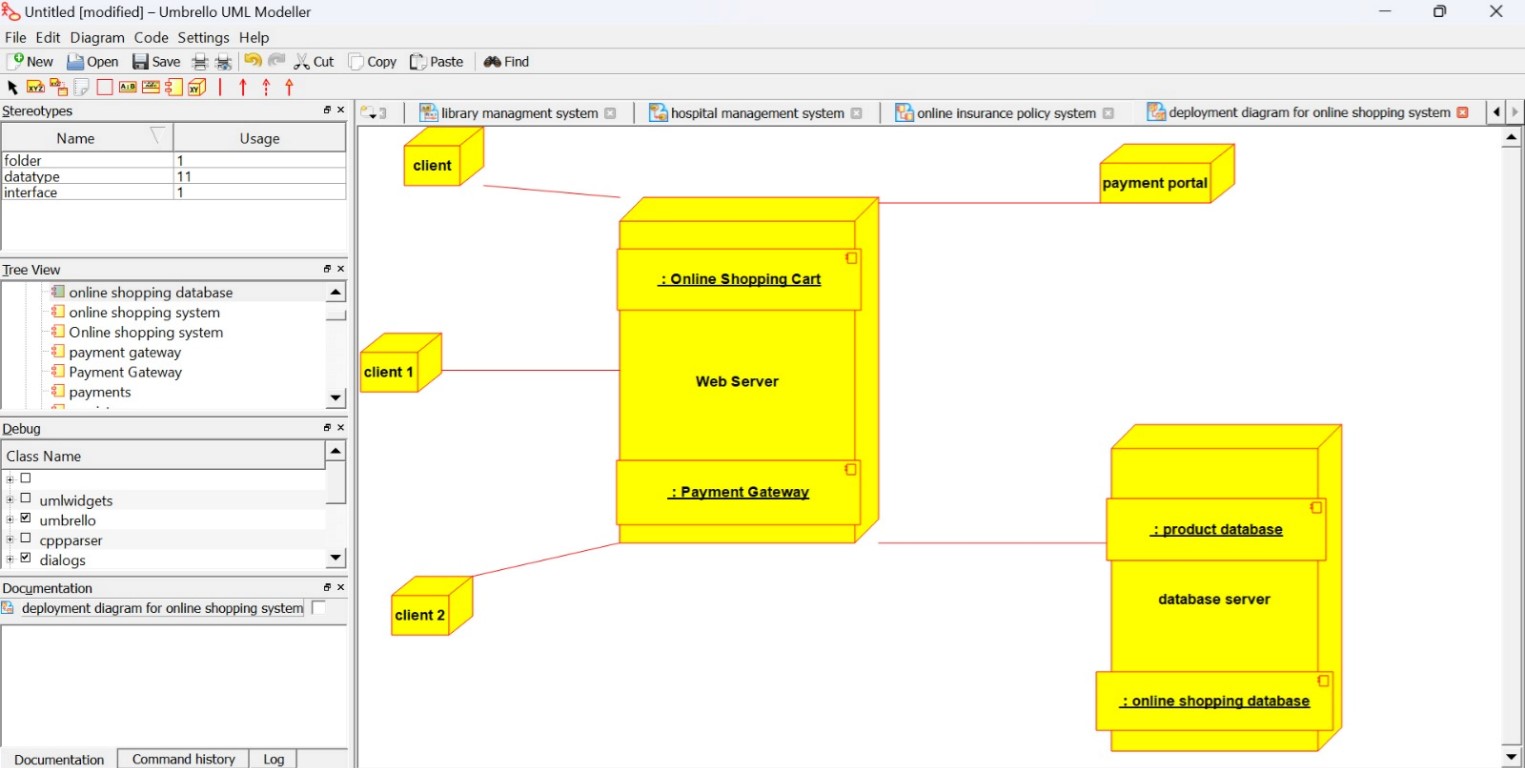 Untitled [modified] – Umbrello UML Modeller
File Edit Diagram Code Settings Help
New Open Save Cut Copy Paste Find
Stereotypes
Name Usage
folder 1
datatype 11
interface 1
Tree View
online shopping database
online shopping system
Online shopping system
payment gateway
Payment Gateway
payments
Debug
Class Name
umlwidgets
umbrello
cppparser
dialogs
Documentation
deployment diagram for online shopping system
Documentation Command history Log
library managment system hospital management system online insurance policy system deployment diagram for online shopping system
client
payment portal
: Online Shopping Cart
client 1
Web Server
: Payment Gateway
client 2
: product database
database server
: online shopping database